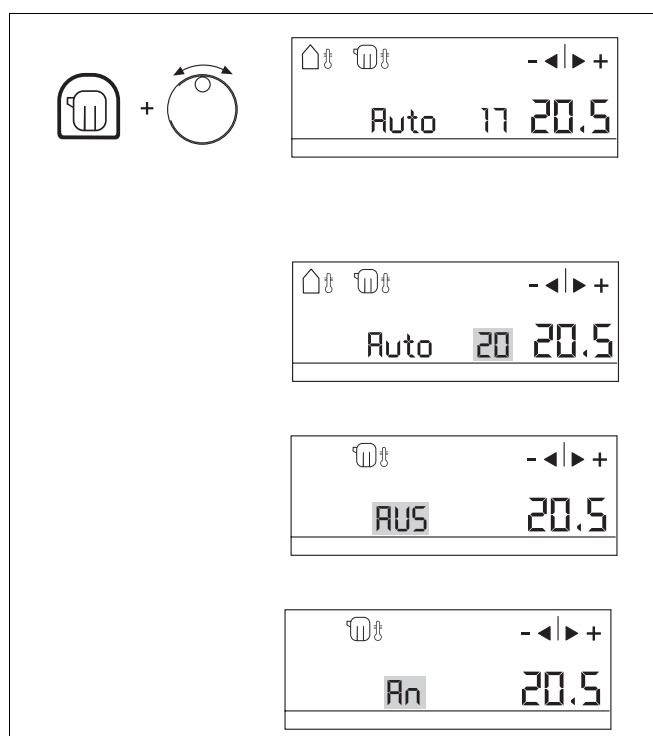 +
- ◀|▶ +
Auto 17 20.5
- ◀|▶ +
Auto 20 20.5
- ◀|▶ +
AUS 20.5
- ◀|▶ +
An 20.5